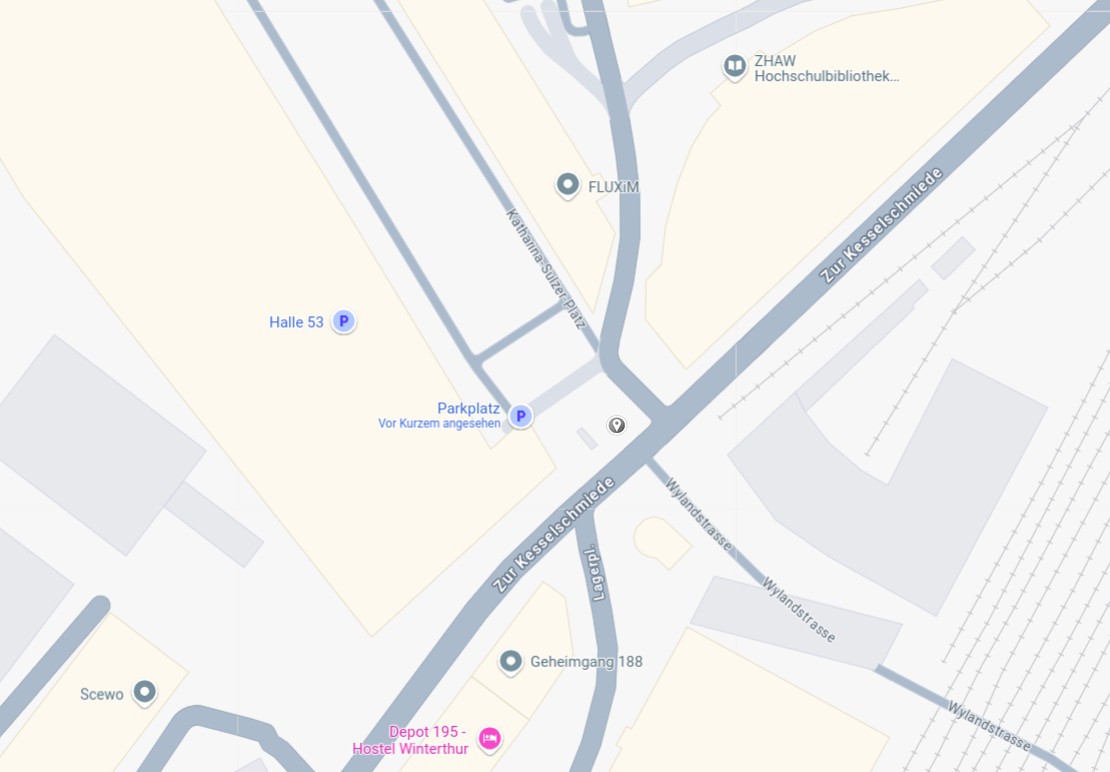 ZHAW
Hochschulbibliothek...
FLUXiM
Zur Kesselschmiede
Katharina-Sulzer-Platz
Halle 53
P
Parkplatz
Vor Kurzem angesehen
P
Zur Kesselschmiede
Wylandstrasse
Lagerpl.
Wylandstrasse
Geheimgang 188
Scewo
Wylandstrasse
Depot 195 -
Hostel Winterthur